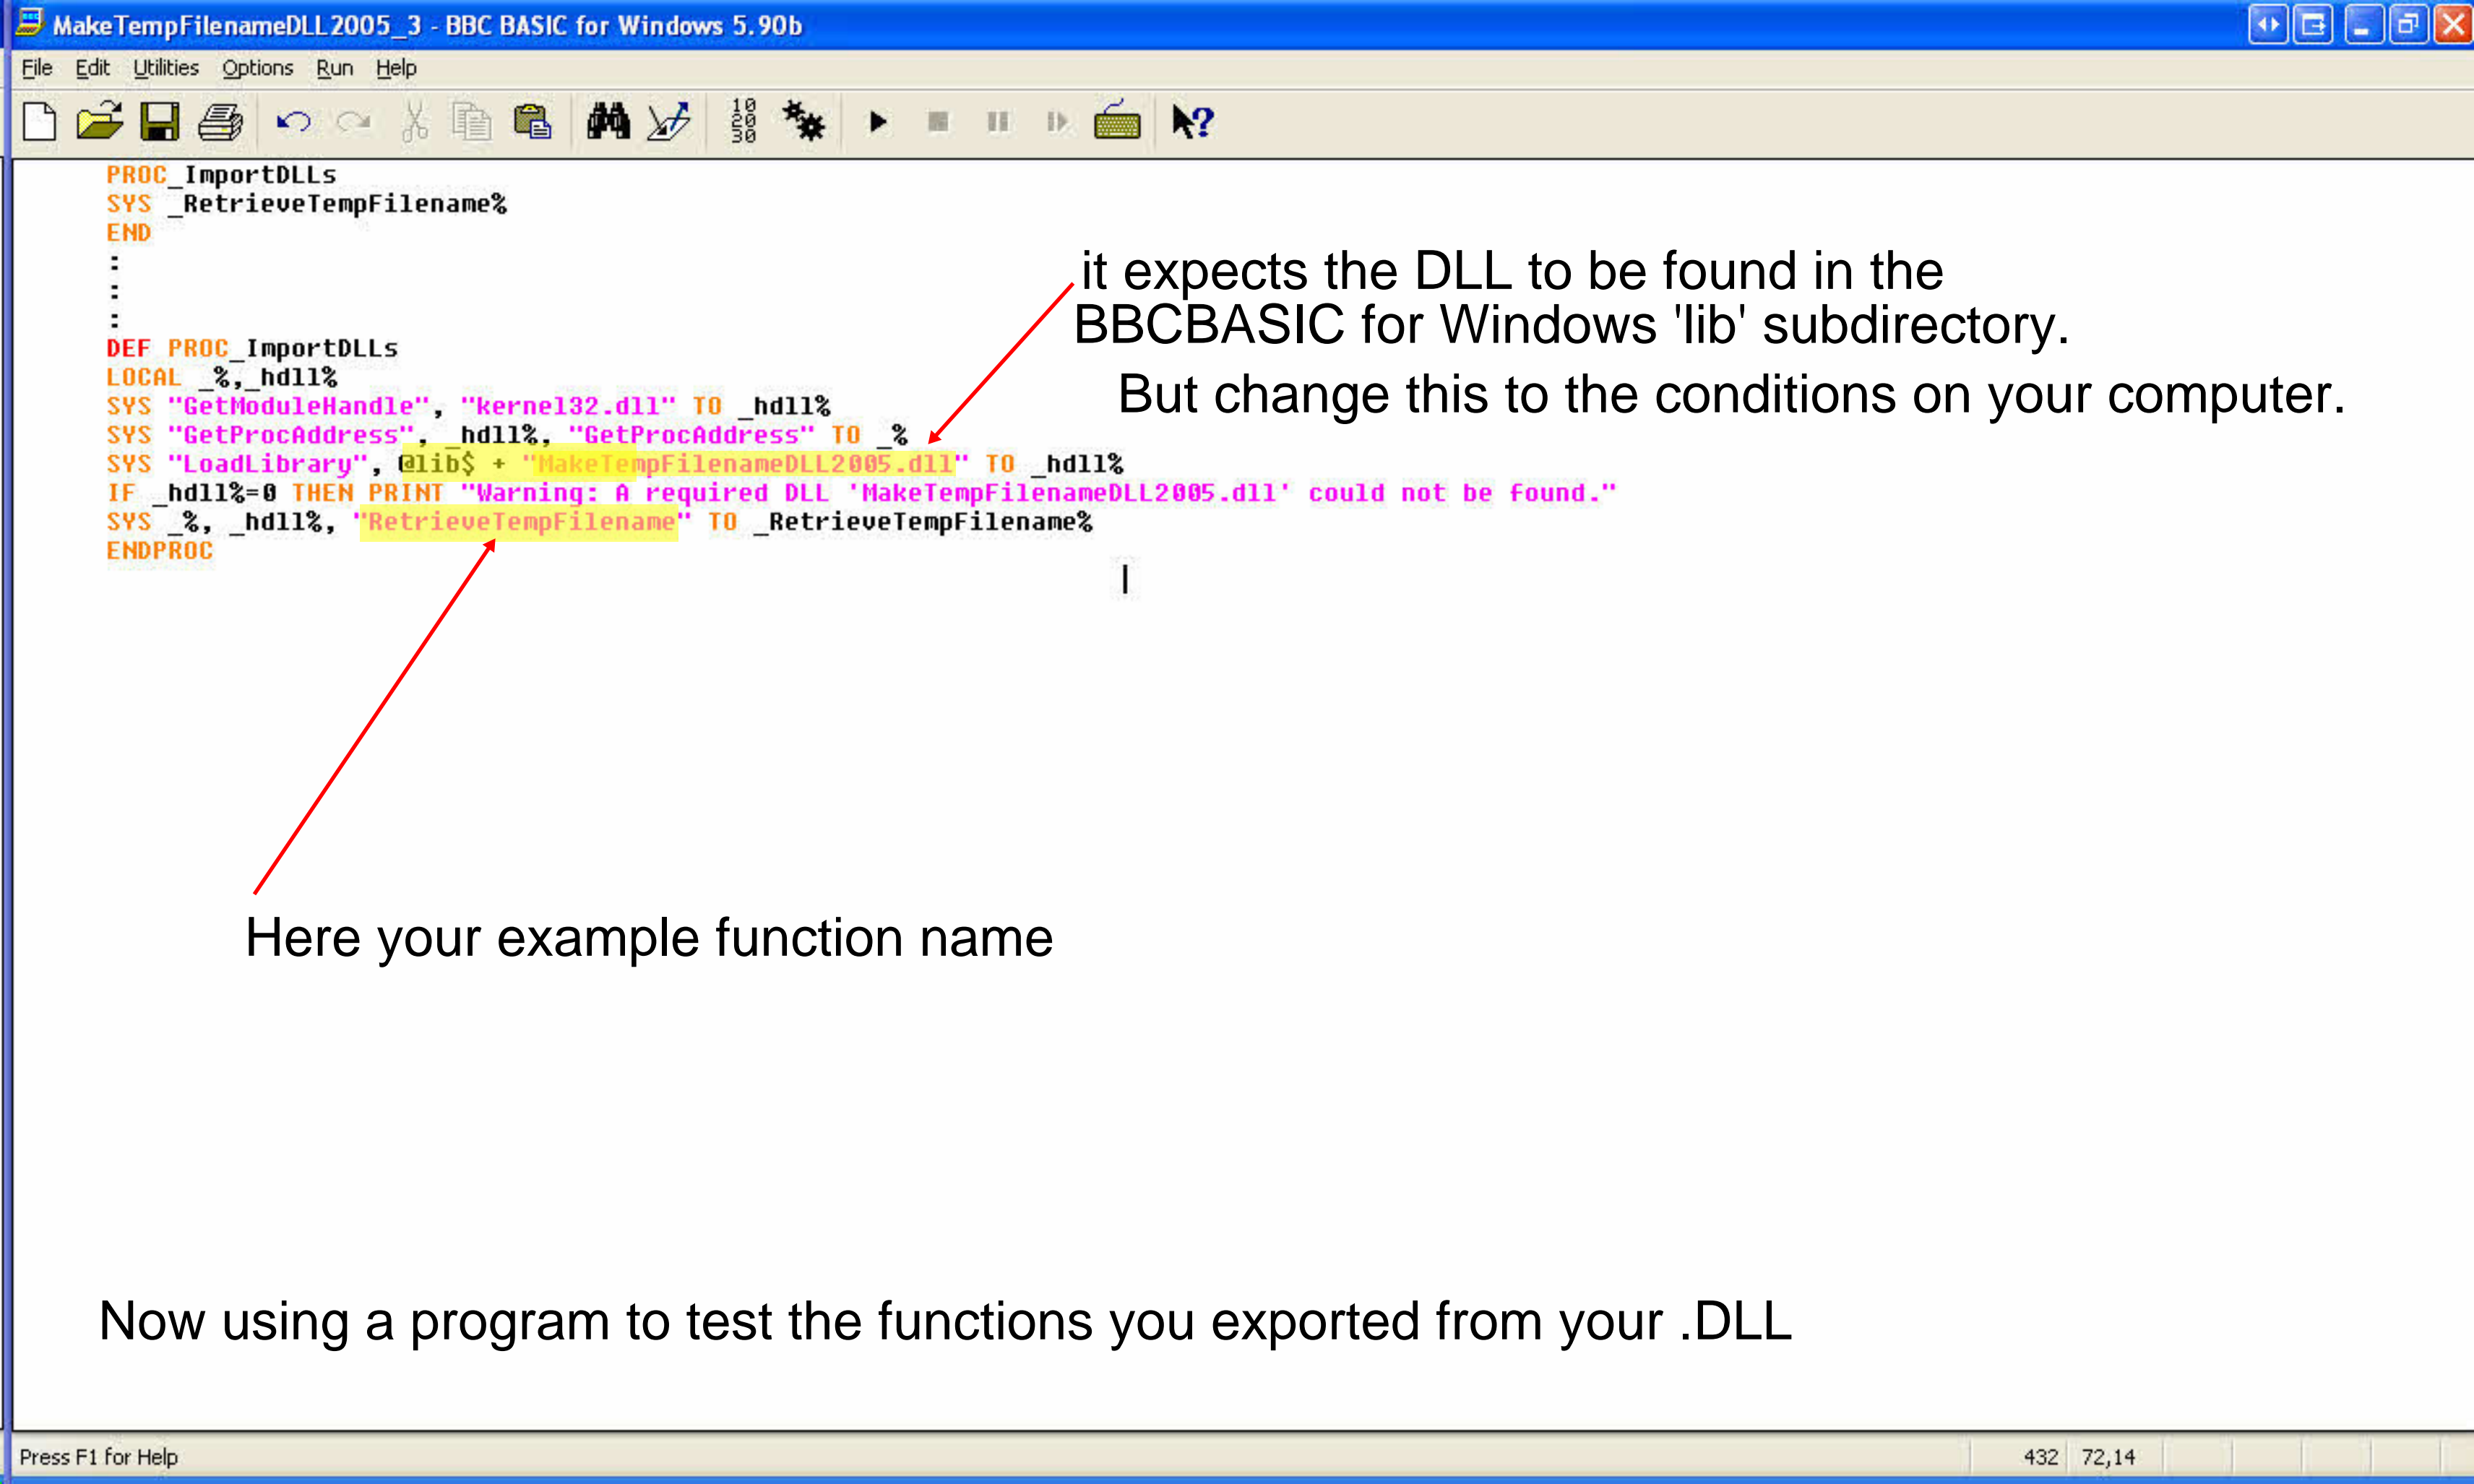 MakeTempFilenameDLL2005_3 - BBC BASIC for Windows 5.90b
File Edit Utilities Options Run Help
10
20
30
PROC_ImportDLLs
SYS _RetrieveTempFilename%
END
:
:
:
it expects the DLL to be found in the
BBCBASIC for Windows 'lib' subdirectory.
But change this to the conditions on your computer.
DEF PROC_ImportDLLs
LOCAL _%,_hdll%
SYS "GetModuleHandle", "kernel32.dll" TO _hdll%
SYS "GetProcAddress", _hdll%, "GetProcAddress" TO _%
SYS "LoadLibrary", @lib$ + "MakeTempFilenameDLL2005.dll" TO _hdll%
IF _hdll%=0 THEN PRINT "Warning: A required DLL 'MakeTempFilenameDLL2005.dll' could not be found."
SYS _%, _hdll%, "RetrieveTempFilename" TO _RetrieveTempFilename%
ENDPROC
Here your example function name
Now using a program to test the functions you exported from your .DLL
Press F1 for Help
432 72,14